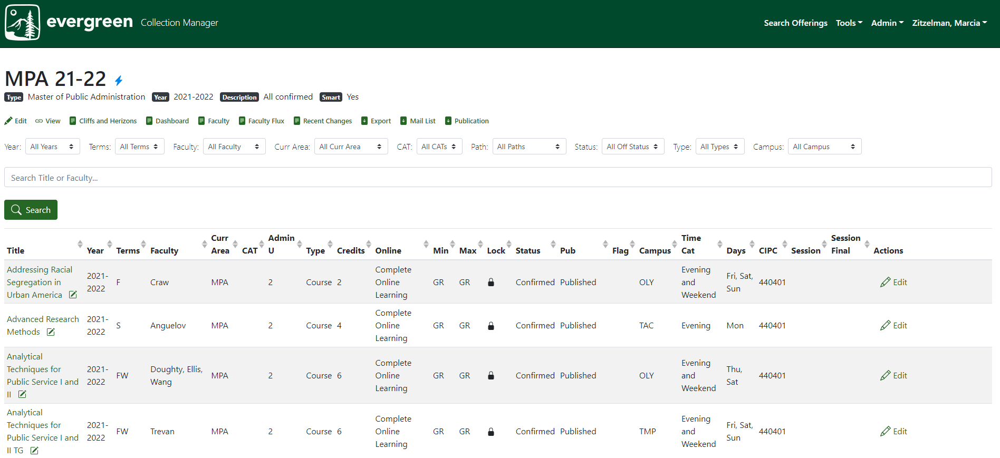 evergreen Collection Manager Search Offerings Tools Admin Zitzelman, Marcia
MPA 21-22
Type Master of Public Administration Year 2021-2022 Description All confirmed Smart Yes
Edit View Cliffs and Herizons Dashboard Faculty Faculty Flux Recent Changes Export Mail List Publication
Year: All Years Terms: All Terms Faculty: All Faculty Curr Area: All Curr Area CAT: All CATs Path: All Paths Status: All Off Status Type: All Types Campus: All Campus
Search Title or Faculty...
Search
Title Year Terms Faculty Curr Area CAT Admin U Type Credits Online Min Max Lock Status Pub Flag Campus Time Cat Days CIPC Session Session Final Actions
Addressing Racial Segregation in Urban America 2021-2022 F Craw MPA 2 Course 2 Complete Online Learning GR GR Confirmed Published OLY Evening and Weekend Fri, Sat, Sun 440401 Edit
Advanced Research Methods 2021-2022 S Anguelov MPA 2 Course 4 Complete Online Learning GR GR Confirmed Published TAC Evening Mon 440401 Edit
Analytical Techniques for Public Service I and II 2021-2022 FW Doughty, Ellis, Wang MPA 2 Course 6 Complete Online Learning GR GR Confirmed Published OLY Evening and Weekend Thu, Sat 440401 Edit
Analytical Techniques for Public Service I and II TG 2021-2022 FW Trevan MPA 2 Course 6 Complete Online Learning GR GR Confirmed Published TMP Evening and Weekend Fri, Sat, Sun 440401 Edit